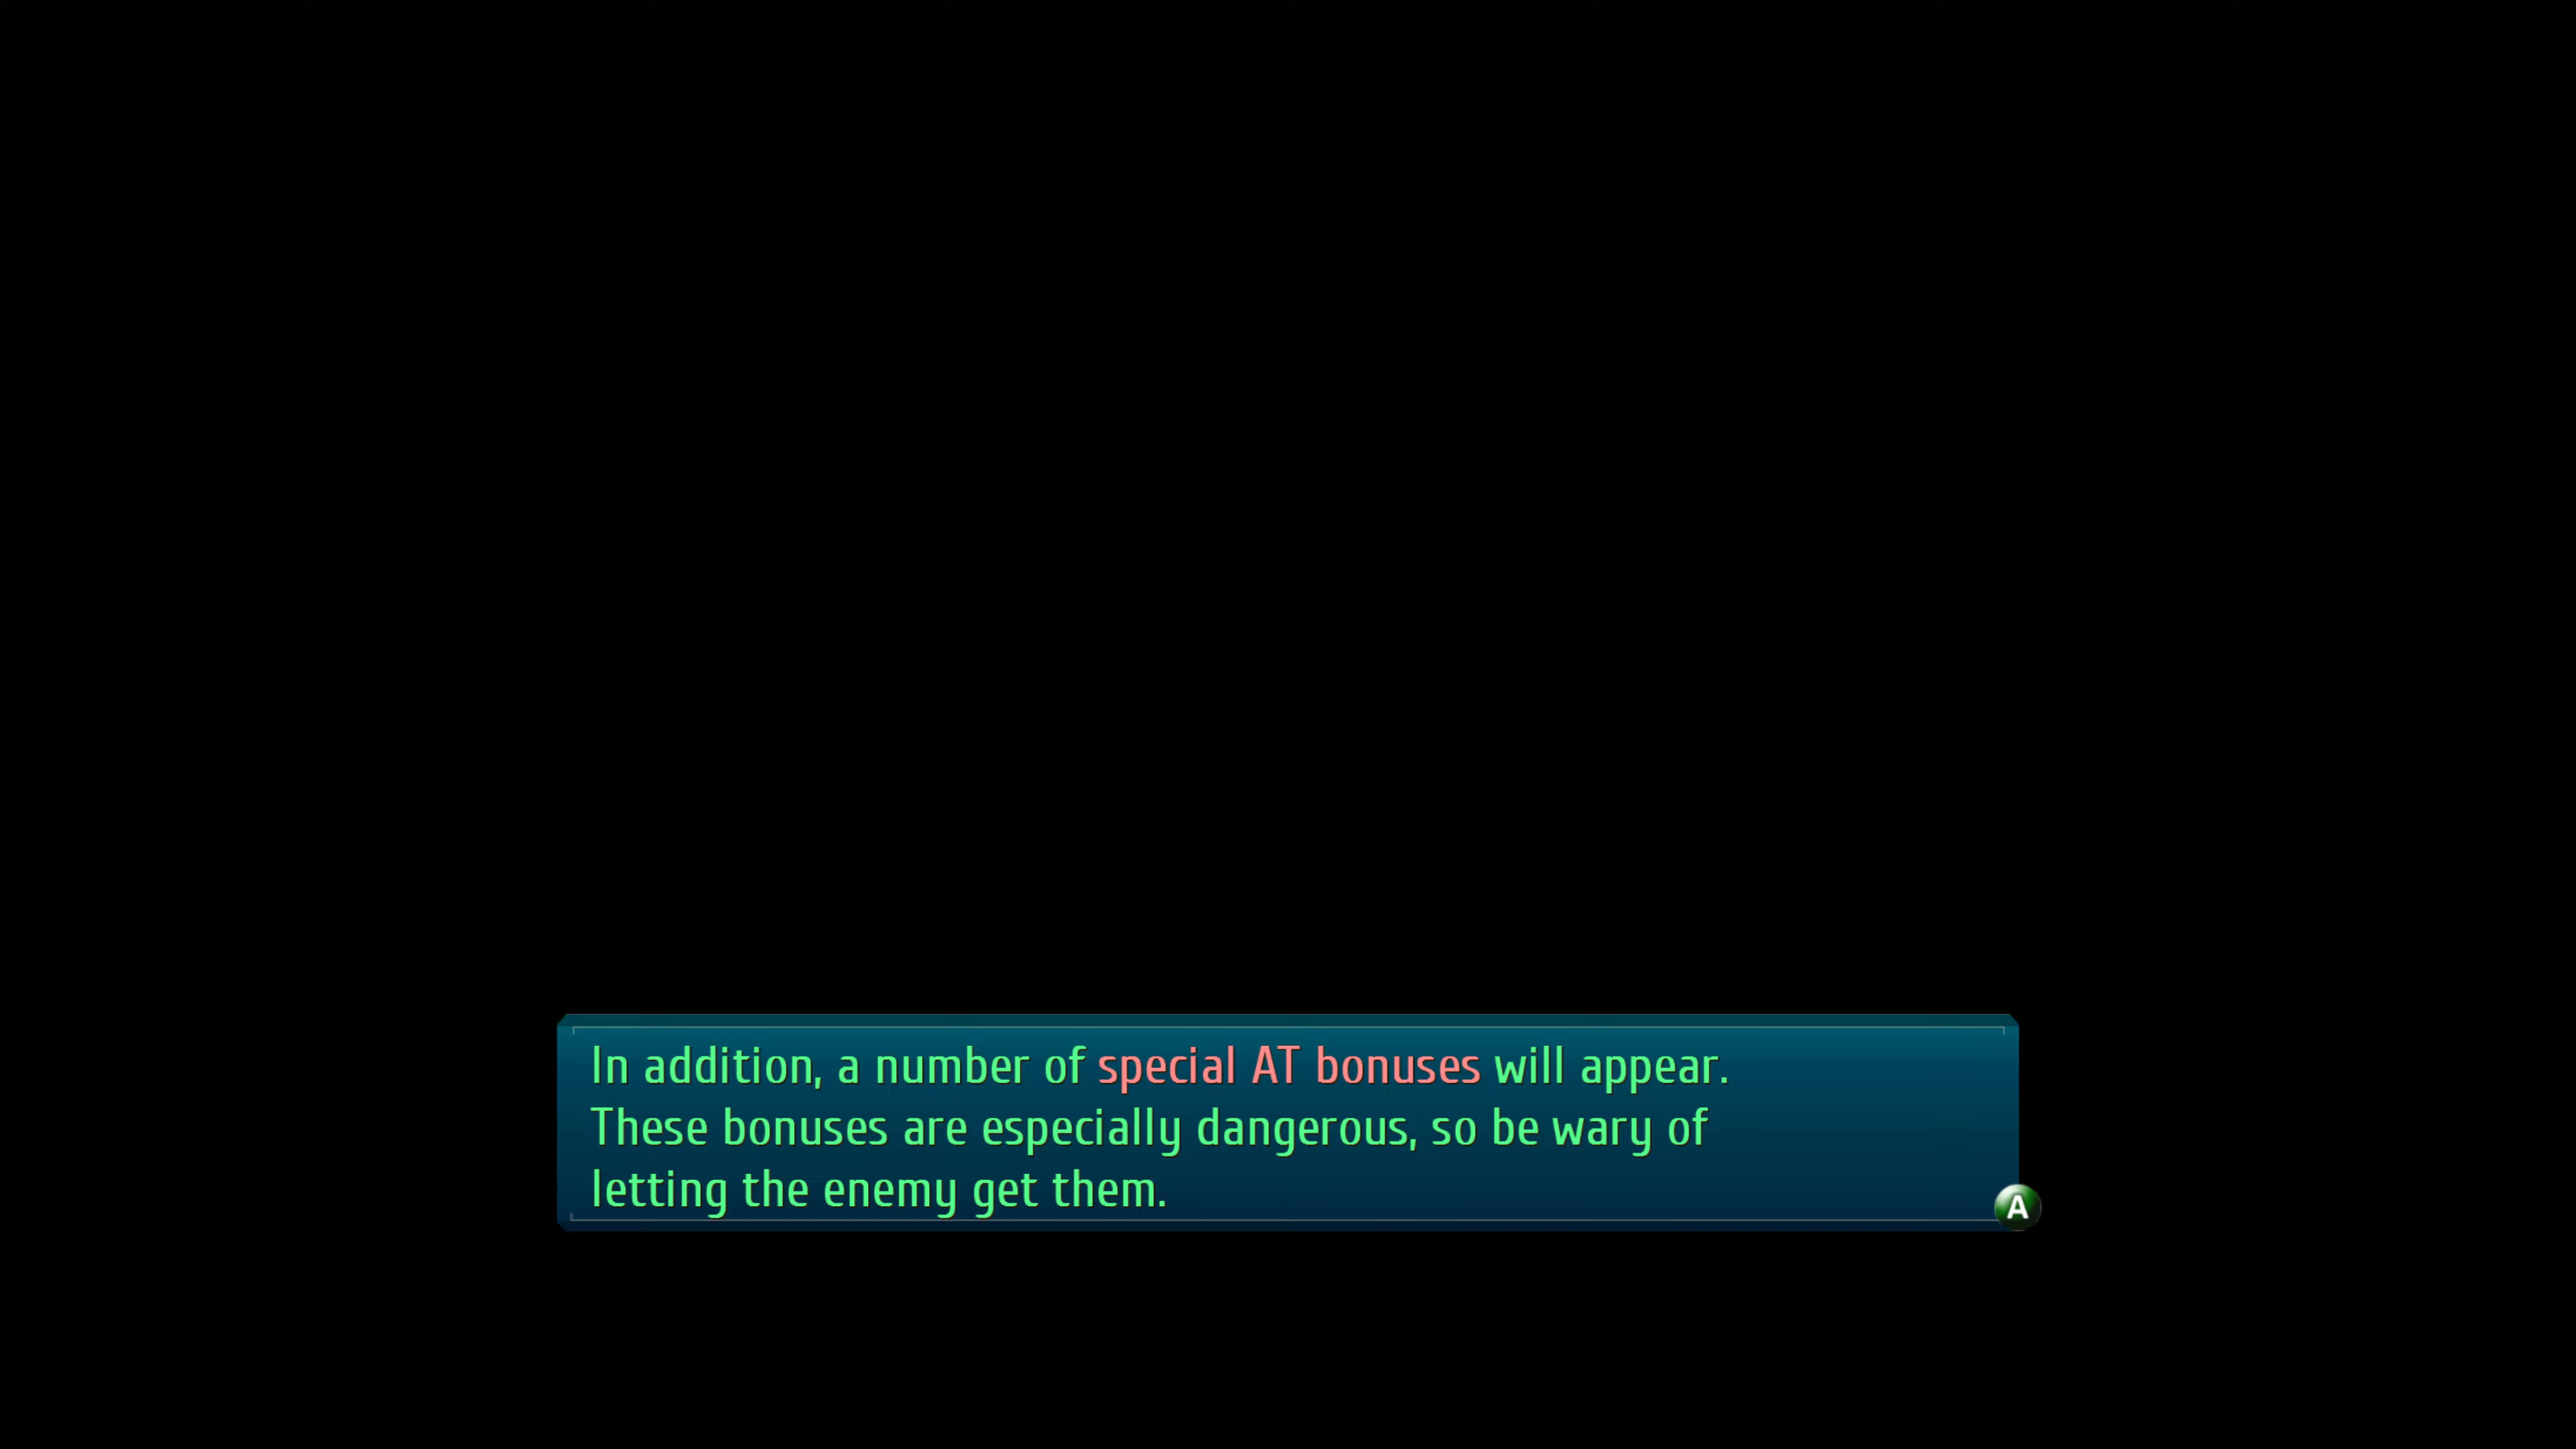 In addition, a number of special AT bonuses will appear.
These bonuses are especially dangerous, so be wary of
letting the enemy get them.
A